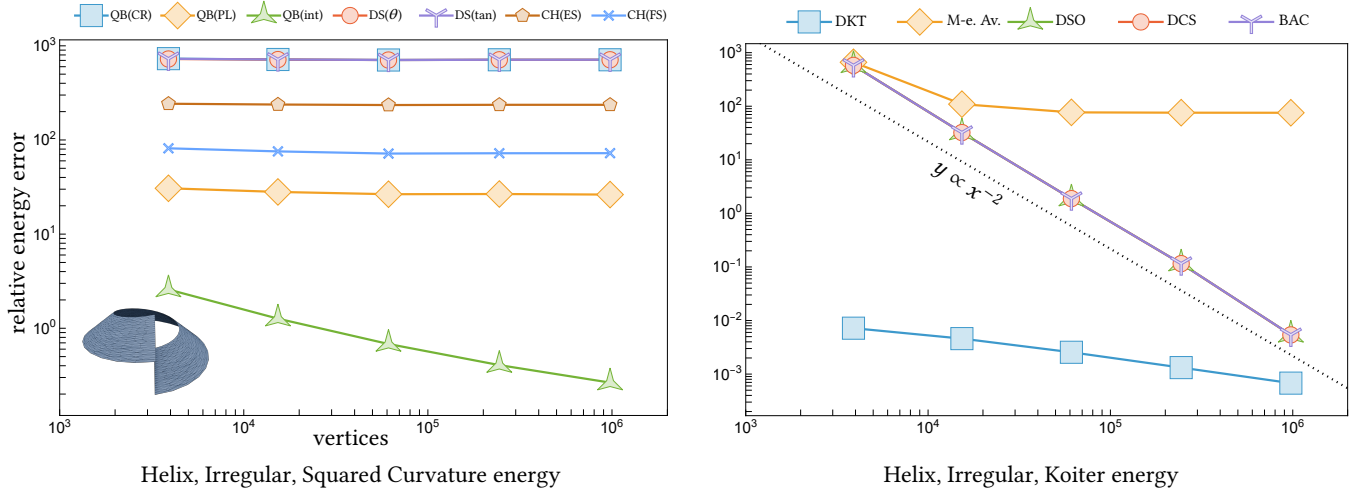 QB(CR) QB(PL) QB(int) DS(θ) DS(tan) CH(ES) CH(FS)
10³
10²
10¹
10⁰
relative energy error
10³ 10⁴ 10⁵ 10⁶
vertices
Helix, Irregular, Squared Curvature energy
DKT M-e. Av. DSO DCS BAC
10³
10²
10¹
10⁰
10⁻¹
10⁻²
10⁻³
y ∝ x⁻²
10³ 10⁴ 10⁵ 10⁶
Helix, Irregular, Koiter energy